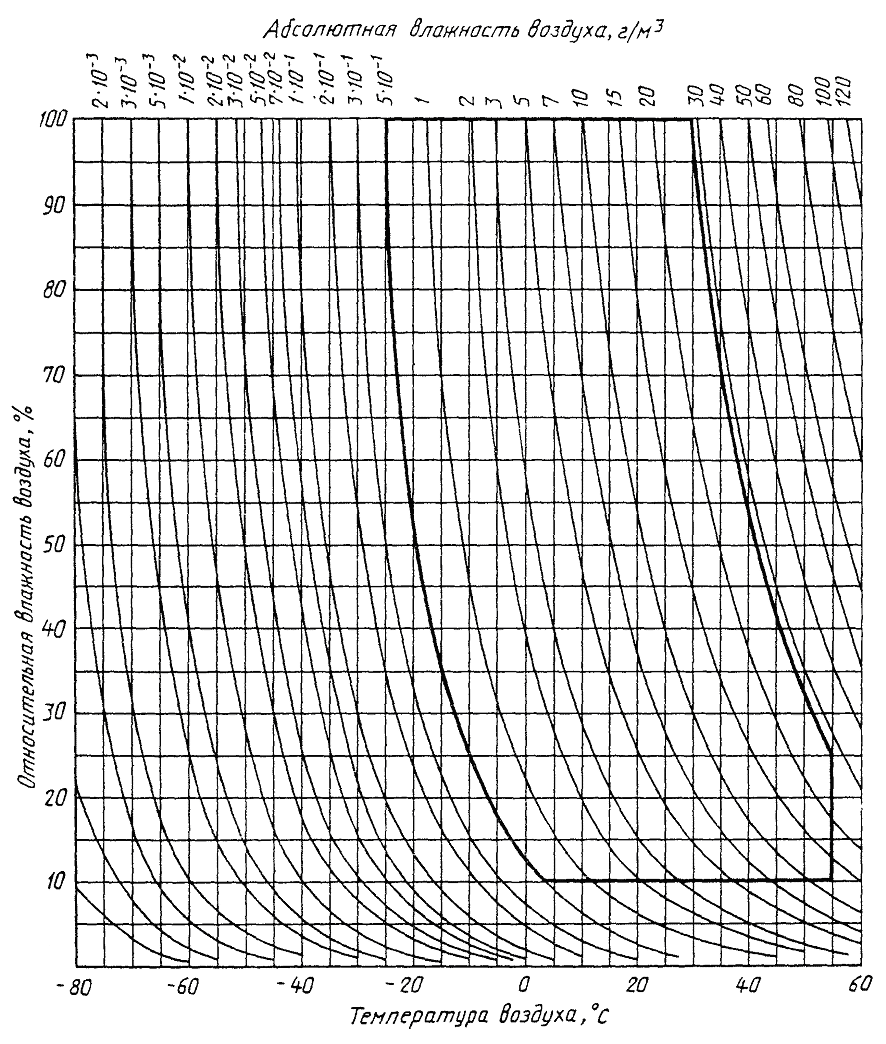 Абсолютная влажность воздуха, г/м³
2·10⁻³ 3·10⁻³ 5·10⁻³ 1·10⁻² 2·10⁻² 3·10⁻² 5·10⁻² 7·10⁻² 1·10⁻¹ 2·10⁻¹ 3·10⁻¹ 5·10⁻¹ 1 2 3 5 7 10 15 20 30 40 50 60 80 100 120
Относительная влажность воздуха, %
100
90
80
70
60
50
40
30
20
10
-80 -60 -40 -20 0 20 40 60
Температура воздуха, °С